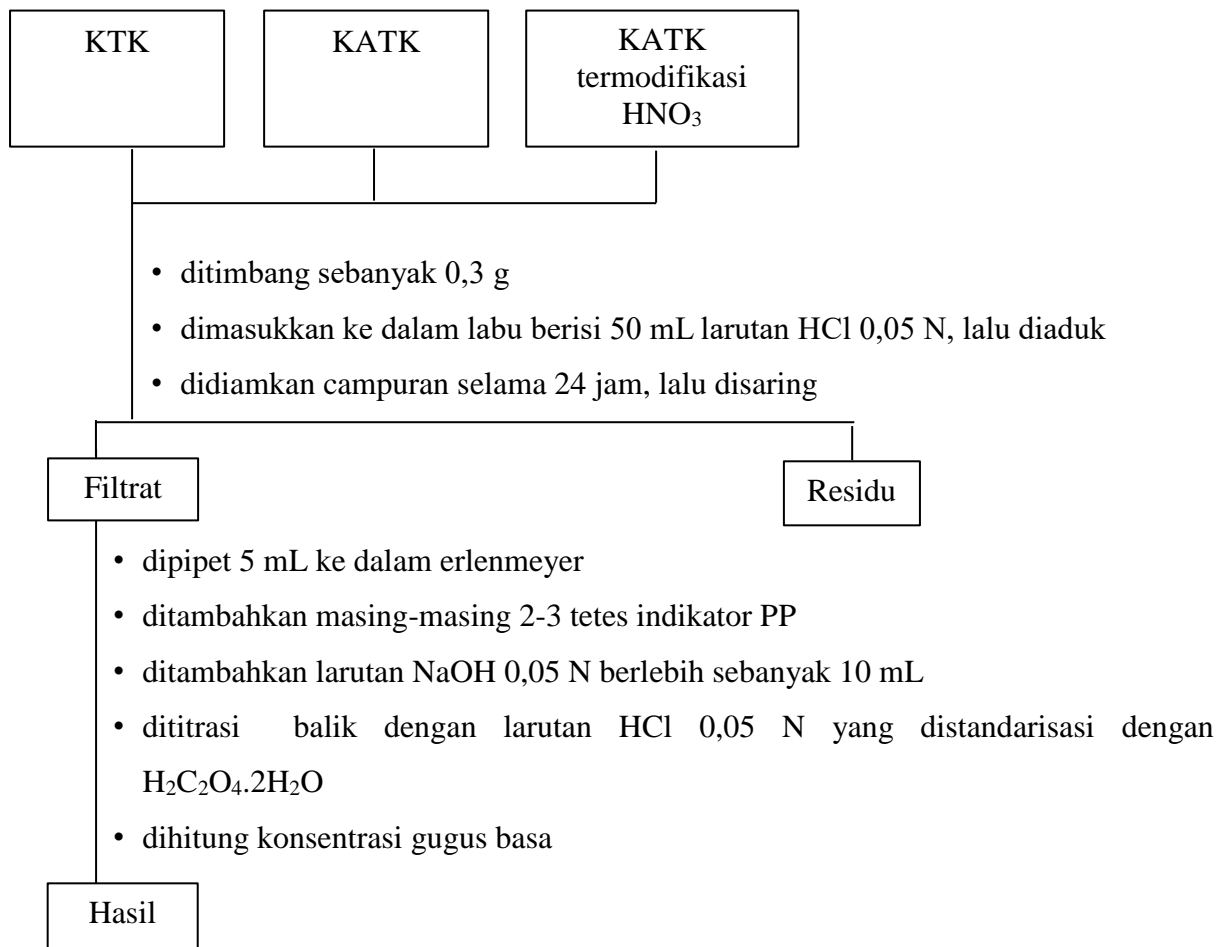 KTK
KATK
KATK
termodifikasi
HNO₃
• ditimbang sebanyak 0,3 g
• dimasukkan ke dalam labu berisi 50 mL larutan HCl 0,05 N, lalu diaduk
• didiamkan campuran selama 24 jam, lalu disaring
Filtrat
Residu
• dipipet 5 mL ke dalam erlenmeyer
• ditambahkan masing-masing 2-3 tetes indikator PP
• ditambahkan larutan NaOH 0,05 N berlebih sebanyak 10 mL
• dititrasi balik dengan larutan HCl 0,05 N yang distandarisasi dengan
H₂C₂O₄.2H₂O
• dihitung konsentrasi gugus basa
Hasil